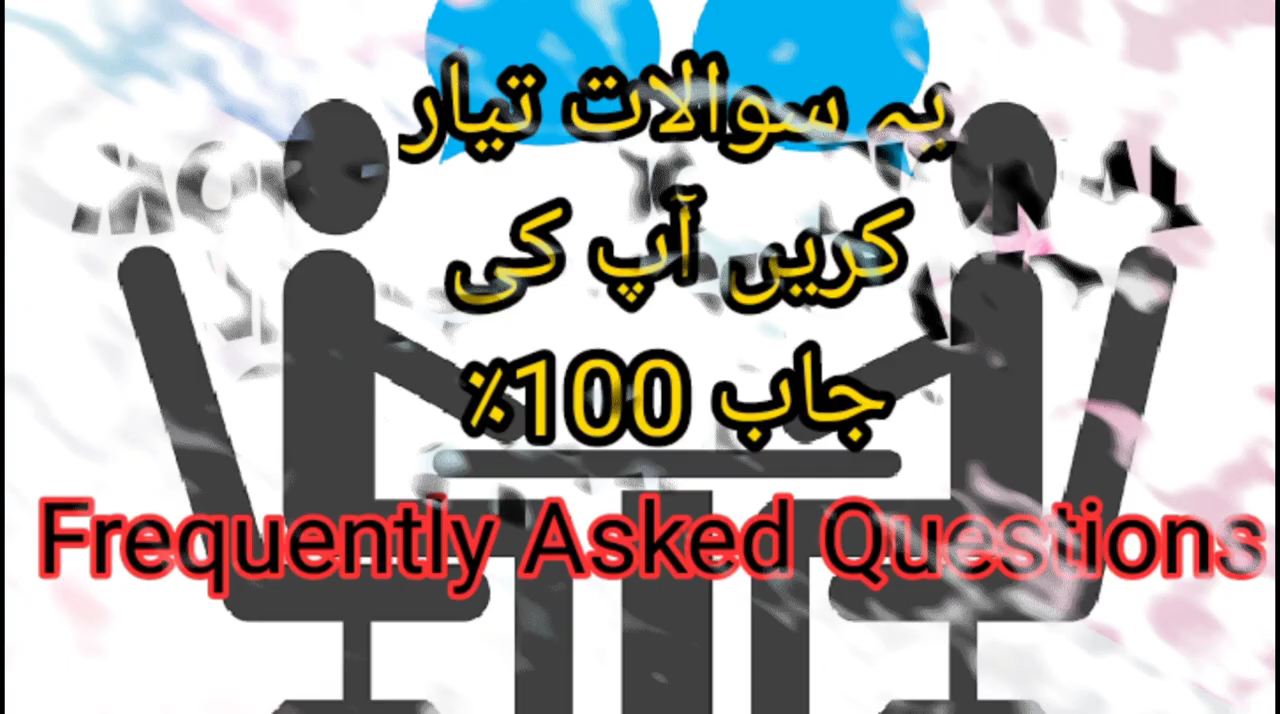 یہ سوالات تیار
کریں آپ کی
جاب 100٪
Frequently Asked Questions